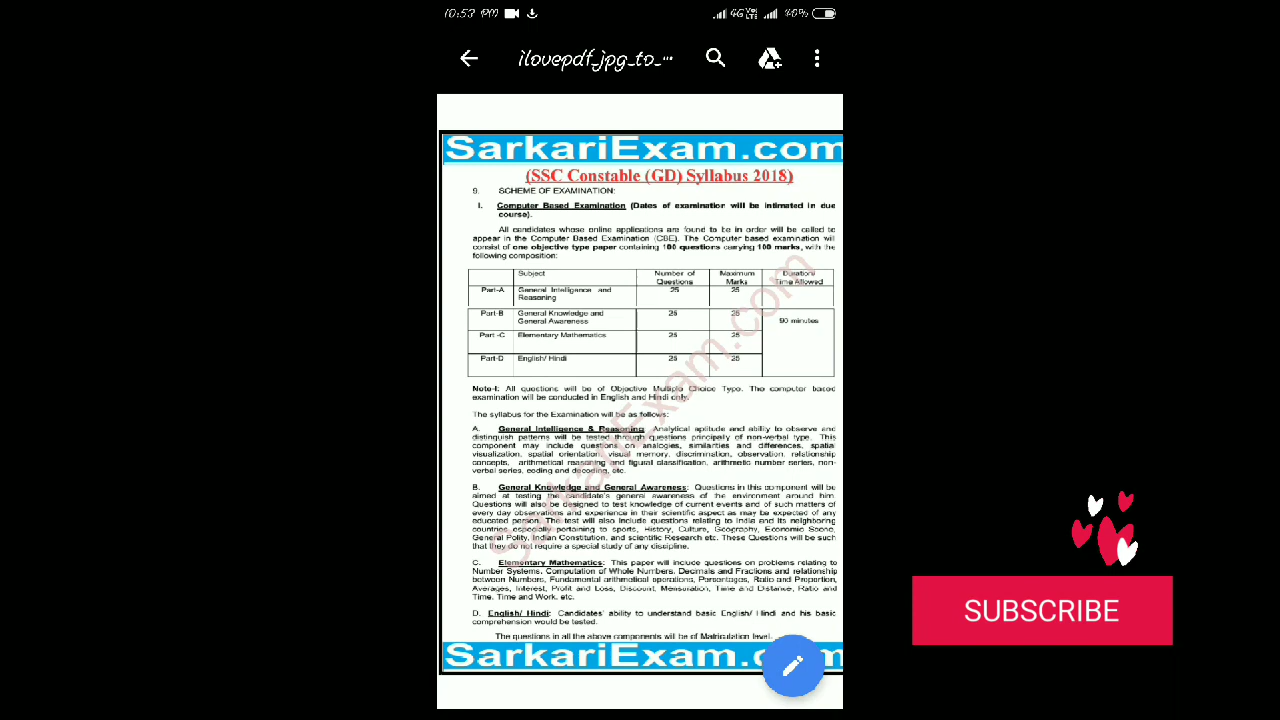 10:53 PM
4G VoLTE 40%
ilovepdf_jpg_to_...
SarkariExam.com
(SSC Constable (GD) Syllabus 2018)
9. SCHEME OF EXAMINATION:
I. Computer Based Examination (Dates of examination will be intimated in due
course).
All candidates whose online applications are found to be in order will be called to
appear in the Computer Based Examination (CBE). The Computer based examination will
consist of one objective type paper containing 100 questions carrying 100 marks, with the
following composition:
Subject Number of Questions Maximum Marks Duration/ Time Allowed
Part-A General Intelligence and Reasoning 25 25
Part-B General Knowledge and General Awareness 25 25 90 minutes
Part -C Elementary Mathematics 25 25
Part-D English/ Hindi 25 25
Note-I: All questions will be of Objective Multiple Choice Type. The computer based
examination will be conducted in English and Hindi only.
The syllabus for the Examination will be as follows:
A. General Intelligence & Reasoning: Analytical aptitude and ability to observe and
distinguish patterns will be tested through questions principally of non-verbal type. This
component may include questions on analogies, similarities and differences, spatial
visualization, spatial orientation, visual memory, discrimination, observation, relationship
concepts, arithmetical reasoning and figural classification, arithmetic number series, non-
verbal series, coding and decoding, etc.
B. General Knowledge and General Awareness: Questions in this component will be
aimed at testing the candidate's general awareness of the environment around him.
Questions will also be designed to test knowledge of current events and of such matters of
every day observations and experience in their scientific aspect as may be expected of any
educated person. The test will also include questions relating to India and its neighboring
countries especially pertaining to sports, History, Culture, Geography, Economic Scene,
General Polity, Indian Constitution, and scientific Research etc. These Questions will be such
that they do not require a special study of any discipline.
C. Elementary Mathematics: This paper will include questions on problems relating to
Number Systems, Computation of Whole Numbers, Decimals and Fractions and relationship
between Numbers, Fundamental arithmetical operations, Percentages, Ratio and Proportion,
Averages, Interest, Profit and Loss, Discount, Mensuration, Time and Distance, Ratio and
Time, Time and Work, etc.
D. English/ Hindi: Candidates' ability to understand basic English/ Hindi and his basic
comprehension would be tested.
The questions in all the above components will be of Matriculation level.
SarkariExam.com
SarkariExam.com
SUBSCRIBE